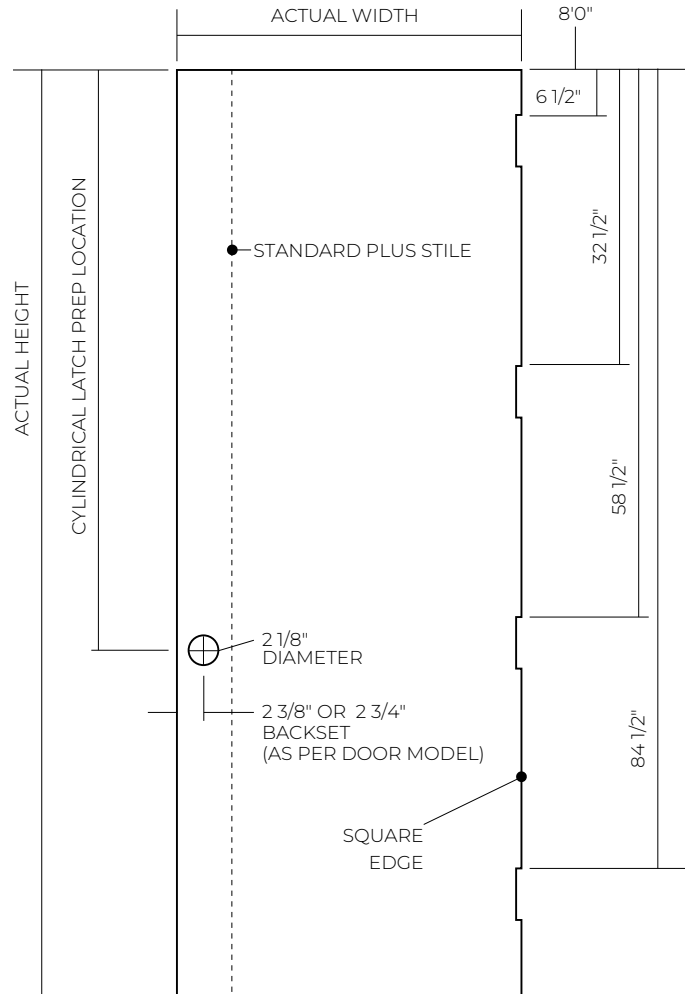 ACTUAL WIDTH
8'0"
6 1/2"
32 1/2"
STANDARD PLUS STILE
CYLINDRICAL LATCH PREP LOCATION
ACTUAL HEIGHT
58 1/2"
2 1/8"
DIAMETER
2 3/8" OR 2 3/4"
BACKSET
(AS PER DOOR MODEL)
84 1/2"
SQUARE
EDGE